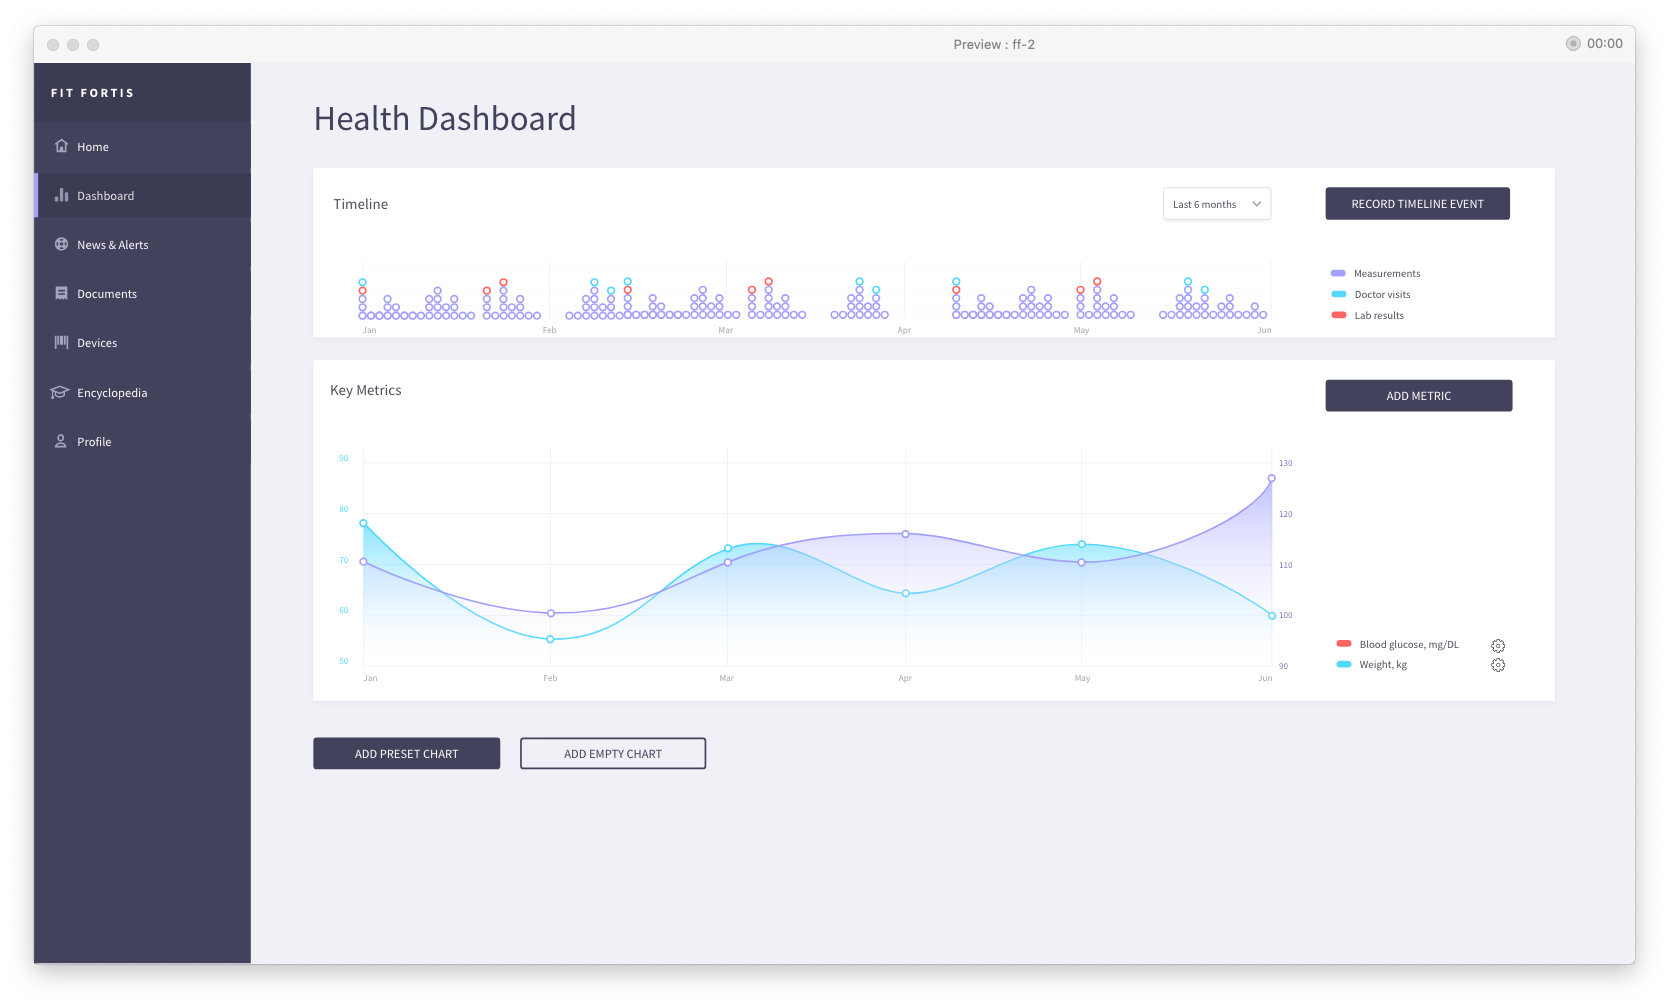 Preview : ff-2
00:00
FIT FORTIS
Home
Dashboard
News & Alerts
Documents
Devices
Encyclopedia
Profile
Health Dashboard
Timeline
Last 6 months
RECORD TIMELINE EVENT
Measurements
Doctor visits
Lab results
Jan Feb Mar Apr May Jun
Key Metrics
ADD METRIC
90
80
70
60
50
130
120
110
100
90
Jan Feb Mar Apr May Jun
Blood glucose, mg/DL
Weight, kg
ADD PRESET CHART
ADD EMPTY CHART